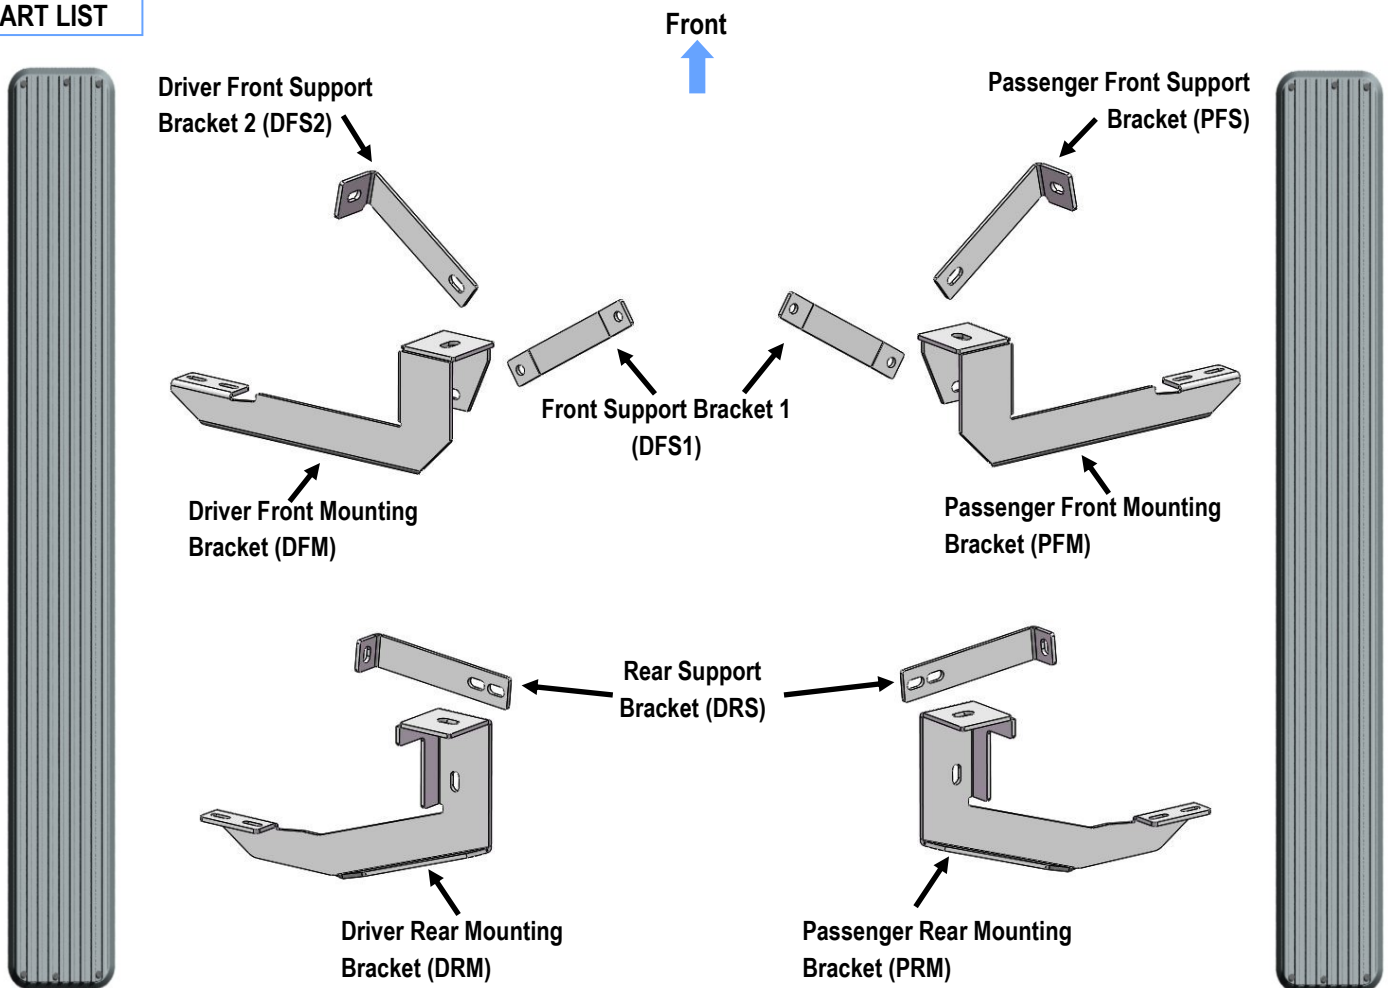 ART LIST
Front
Driver Front Support
Bracket 2 (DFS2)
Passenger Front Support
Bracket (PFS)
Front Support Bracket 1
(DFS1)
Driver Front Mounting
Bracket (DFM)
Passenger Front Mounting
Bracket (PFM)
Rear Support
Bracket (DRS)
Driver Rear Mounting
Bracket (DRM)
Passenger Rear Mounting
Bracket (PRM)